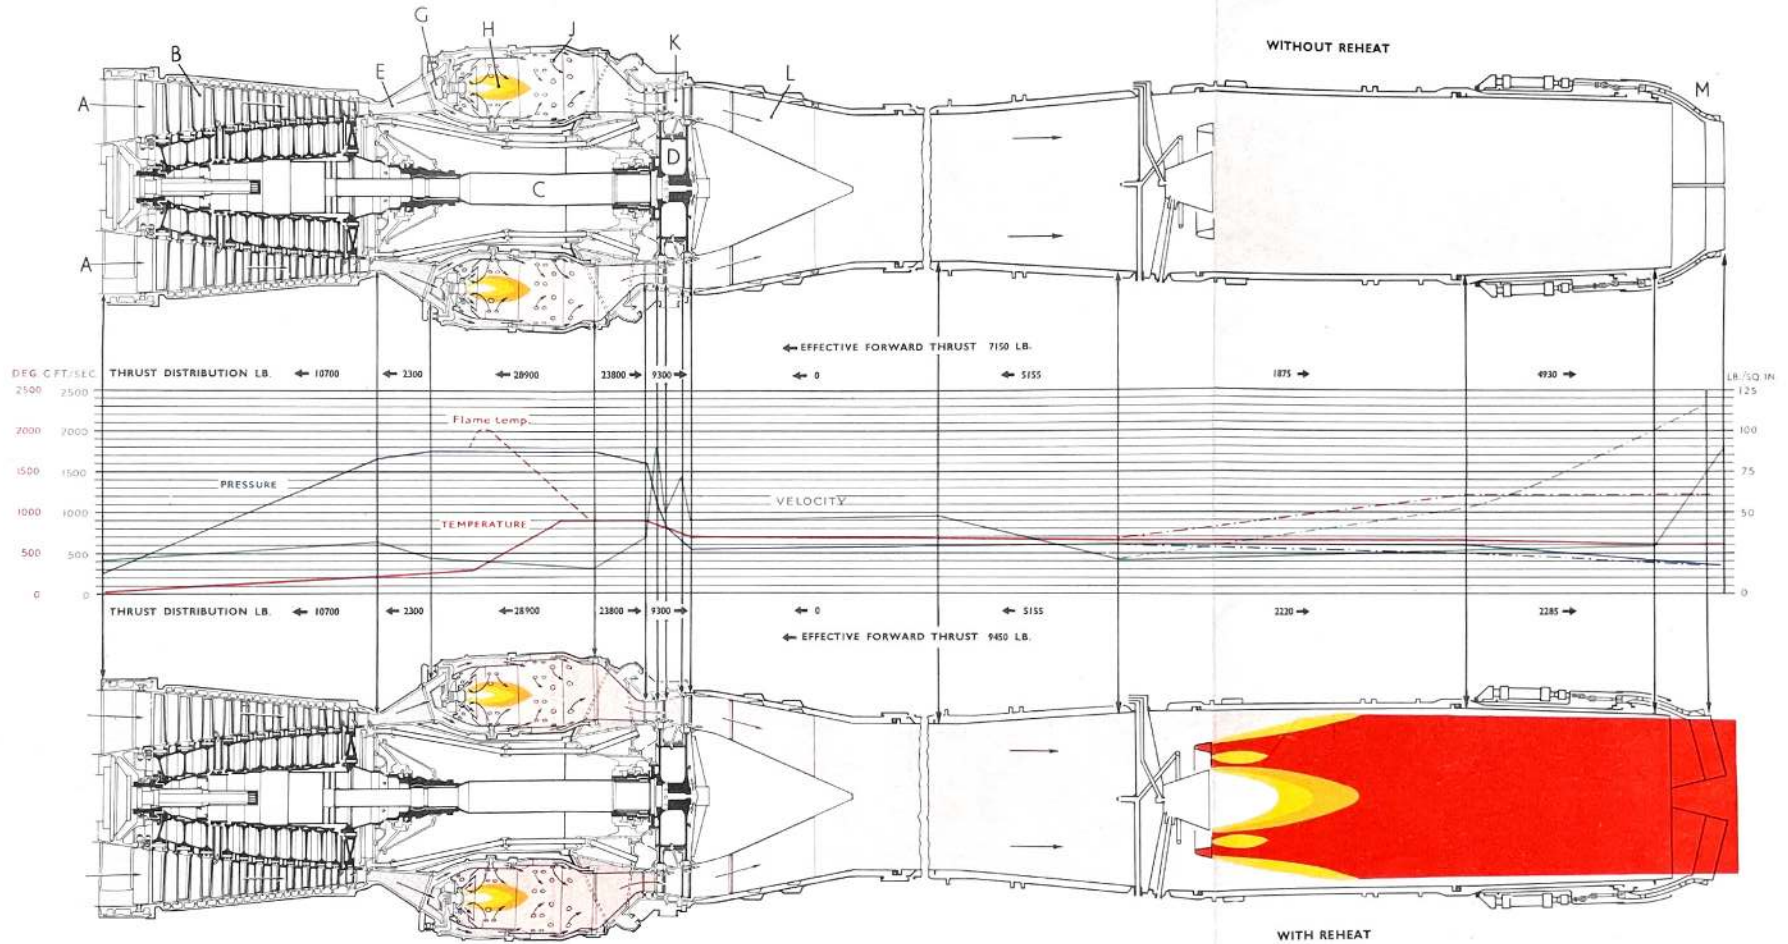 WITHOUT REHEAT
G
H
J
K
B
E
L
M
A
D
C
A
← EFFECTIVE FORWARD THRUST 7150 LB.
DEG C FT/SEC. THRUST DISTRIBUTION LB. ← 10700 ← 2300 ← 28900 23800 → 9300 → ← 0 ← 5155 1875 → 4930 → LB./SQ.IN
2500 2500 125
Flame temp.
2000 2000 100
1500 1500 75
PRESSURE
VELOCITY
1000 1000 50
TEMPERATURE
500 500 25
0 0 0
THRUST DISTRIBUTION LB. ← 10700 ← 2300 ← 28900 23800 → 9300 → ← 0 ← 5155 2220 → 2285 →
← EFFECTIVE FORWARD THRUST 9450 LB.
WITH REHEAT